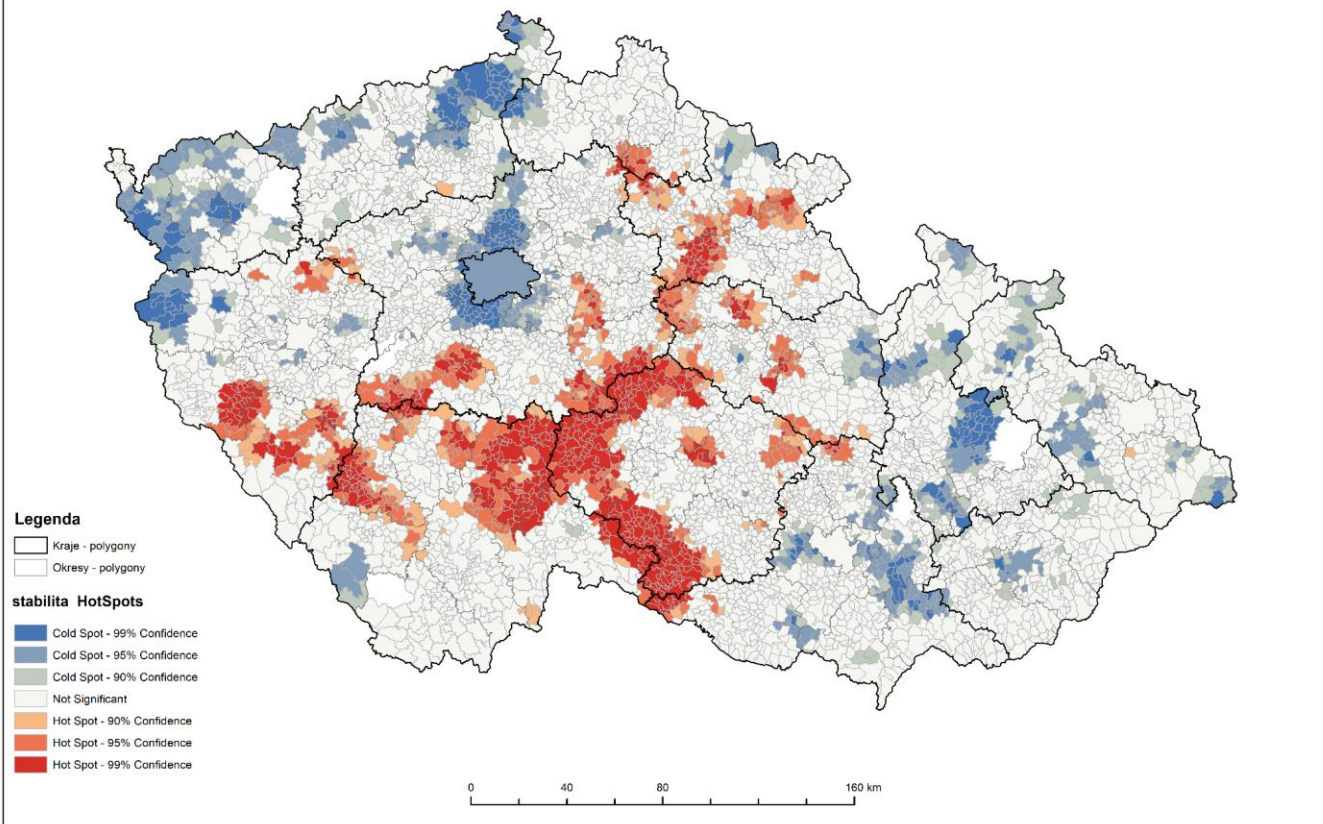 Legenda
Kraje - polygony
Okresy - polygony
stabilita HotSpots
Cold Spot - 99% Confidence
Cold Spot - 95% Confidence
Cold Spot - 90% Confidence
Not Significant
Hot Spot - 90% Confidence
Hot Spot - 95% Confidence
Hot Spot - 99% Confidence
0 40 80 160 km